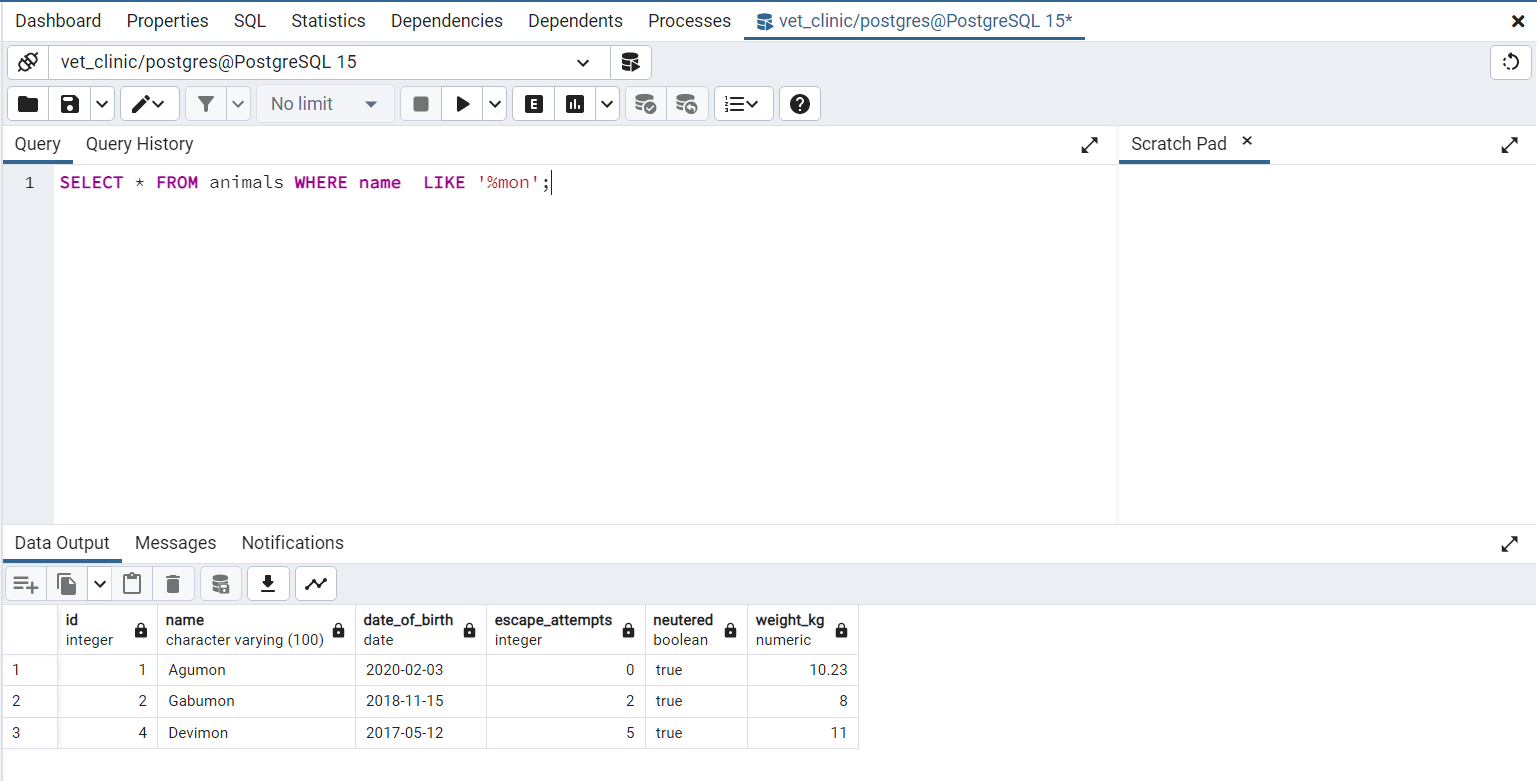 Dashboard Properties SQL Statistics Dependencies Dependents Processes vet_clinic/postgres@PostgreSQL 15*
vet_clinic/postgres@PostgreSQL 15
No limit E
Query Query History Scratch Pad
1 SELECT * FROM animals WHERE name  LIKE '%mon';
Data Output Messages Notifications
id name date_of_birth escape_attempts neutered weight_kg
integer character varying (100) date integer boolean numeric
1 1 Agumon 2020-02-03 0 true 10.23
2 2 Gabumon 2018-11-15 2 true 8
3 4 Devimon 2017-05-12 5 true 11